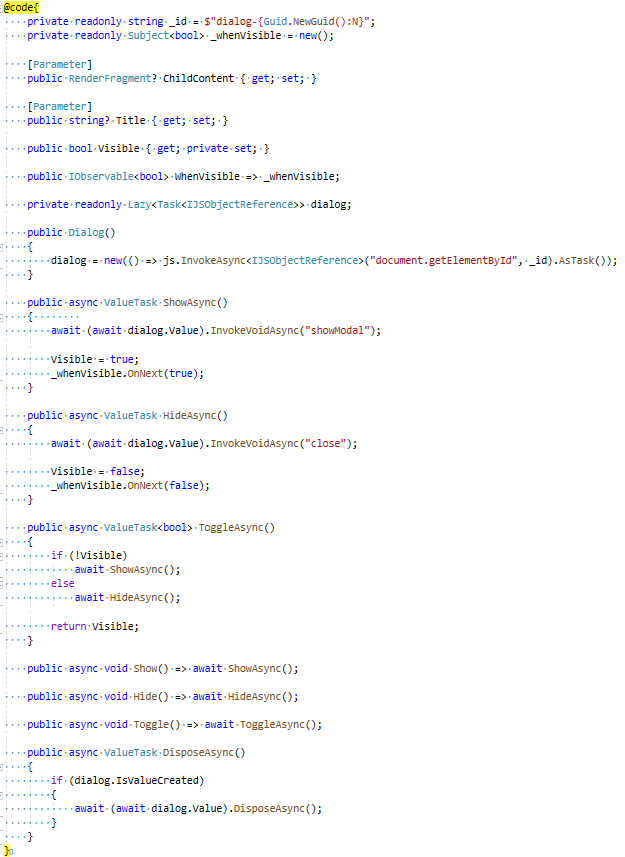 @code{
    private readonly string _id = $"dialog-{Guid.NewGuid():N}";
    private readonly Subject<bool> _whenVisible = new();

    [Parameter]
    public RenderFragment? ChildContent { get; set; }

    [Parameter]
    public string? Title { get; set; }

    public bool Visible { get; private set; }

    public IObservable<bool> WhenVisible => _whenVisible;

    private readonly Lazy<Task<IJSObjectReference>> dialog;

    public Dialog()
    {
        dialog = new(() => js.InvokeAsync<IJSObjectReference>("document.getElementById", _id).AsTask());
    }

    public async ValueTask ShowAsync()
    {
        await (await dialog.Value).InvokeVoidAsync("showModal");

        Visible = true;
        _whenVisible.OnNext(true);
    }

    public async ValueTask HideAsync()
    {
        await (await dialog.Value).InvokeVoidAsync("close");

        Visible = false;
        _whenVisible.OnNext(false);
    }

    public async ValueTask<bool> ToggleAsync()
    {
        if (!Visible)
            await ShowAsync();
        else
            await HideAsync();

        return Visible;
    }

    public async void Show() => await ShowAsync();

    public async void Hide() => await HideAsync();

    public async void Toggle() => await ToggleAsync();

    public async ValueTask DisposeAsync()
    {
        if (dialog.IsValueCreated)
        {
            await (await dialog.Value).DisposeAsync();
        }
    }
}